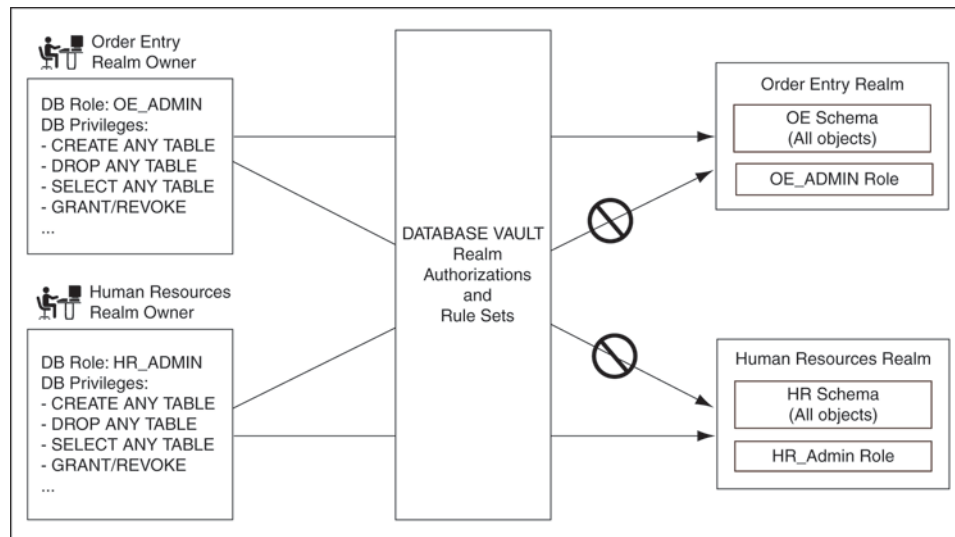 Order Entry
Realm Owner
DB Role: OE_ADMIN
DB Privileges:
- CREATE ANY TABLE
- DROP ANY TABLE
- SELECT ANY TABLE
- GRANT/REVOKE
...
Human Resources
Realm Owner
DB Role: HR_ADMIN
DB Privileges:
- CREATE ANY TABLE
- DROP ANY TABLE
- SELECT ANY TABLE
- GRANT/REVOKE
...
DATABASE VAULT
Realm
Authorizations
and
Rule Sets
Order Entry Realm
OE Schema
(All objects)
OE_ADMIN Role
Human Resources Realm
HR Schema
(All objects)
HR_Admin Role